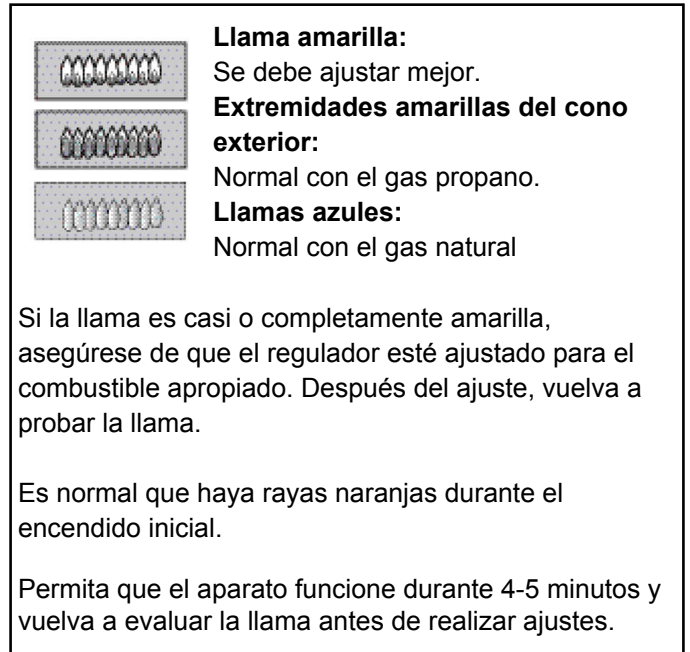 Llama amarilla:
Se debe ajustar mejor.
Extremidades amarillas del cono
exterior:
Normal con el gas propano.
Llamas azules:
Normal con el gas natural
Si la llama es casi o completamente amarilla,
asegúrese de que el regulador esté ajustado para el
combustible apropiado. Después del ajuste, vuelva a
probar la llama.
Es normal que haya rayas naranjas durante el
encendido inicial.
Permita que el aparato funcione durante 4-5 minutos y
vuelva a evaluar la llama antes de realizar ajustes.